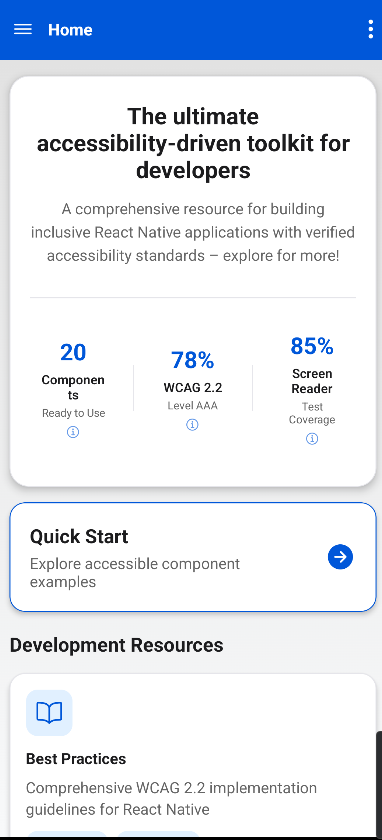 Home
The ultimate
accessibility-driven toolkit for
developers
A comprehensive resource for building
inclusive React Native applications with verified
accessibility standards – explore for more!
20
Componen
ts
Ready to Use
78%
WCAG 2.2
Level AAA
85%
Screen
Reader
Test
Coverage
Quick Start
Explore accessible component
examples
Development Resources
Best Practices
Comprehensive WCAG 2.2 implementation
guidelines for React Native